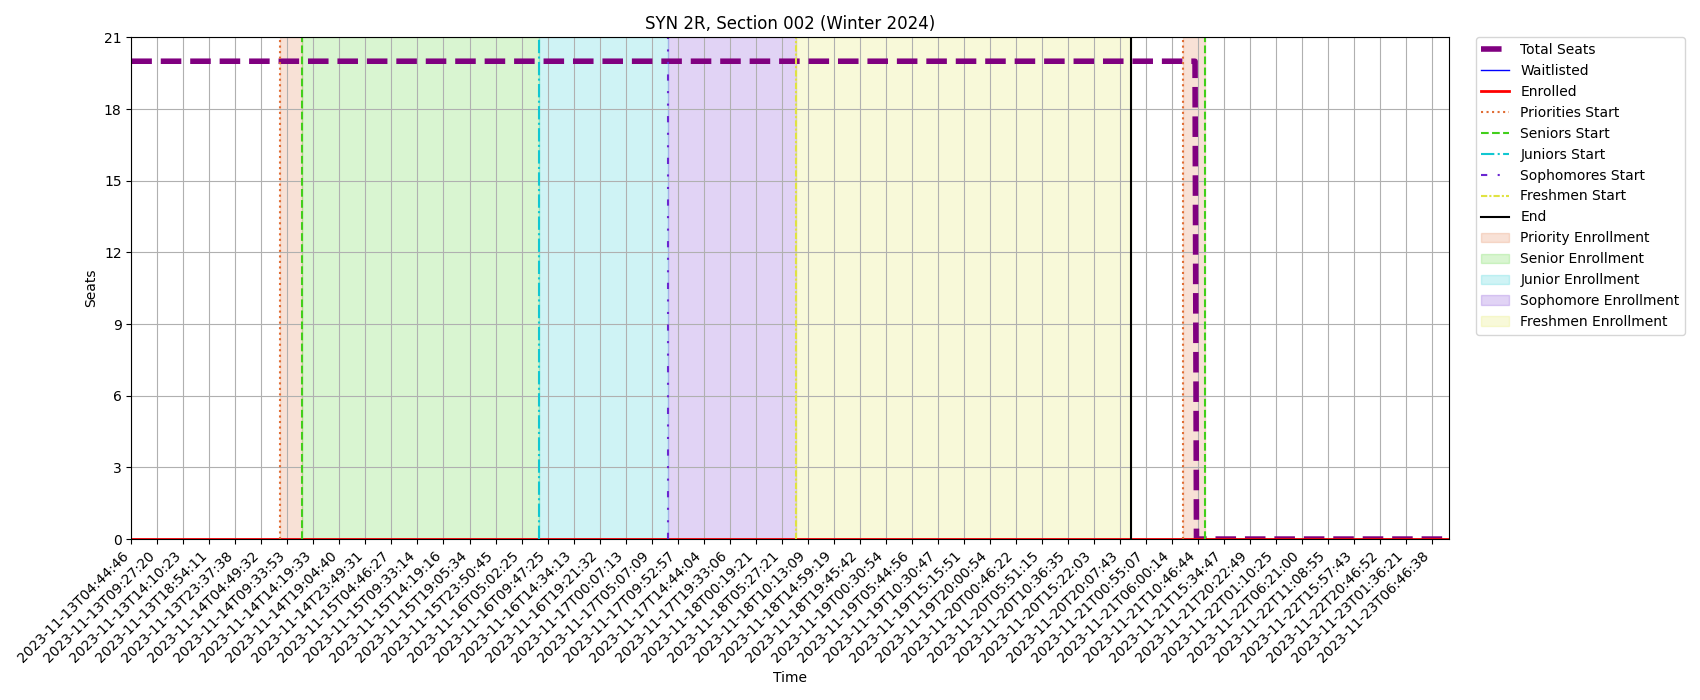 SYN 2R, Section 002 (Winter 2024)
21
18
15
12
9
6
3
0
Seats
2023-11-13T04:44:46
2023-11-13T09:27:20
2023-11-13T14:10:23
2023-11-13T18:54:11
2023-11-13T23:37:38
2023-11-14T04:49:32
2023-11-14T09:33:53
2023-11-14T14:19:33
2023-11-14T19:04:40
2023-11-14T23:49:31
2023-11-15T04:46:27
2023-11-15T09:33:14
2023-11-15T14:19:16
2023-11-15T19:05:34
2023-11-15T23:50:45
2023-11-16T05:02:25
2023-11-16T09:47:25
2023-11-16T14:34:13
2023-11-16T19:21:32
2023-11-17T00:07:13
2023-11-17T05:07:09
2023-11-17T09:52:57
2023-11-17T14:44:04
2023-11-17T19:33:06
2023-11-18T00:19:21
2023-11-18T05:27:21
2023-11-18T10:13:09
2023-11-18T14:59:19
2023-11-18T19:45:42
2023-11-19T00:30:54
2023-11-19T05:44:56
2023-11-19T10:30:47
2023-11-19T15:15:51
2023-11-19T20:00:54
2023-11-20T00:46:22
2023-11-20T05:51:15
2023-11-20T10:36:35
2023-11-20T15:22:03
2023-11-20T20:07:43
2023-11-21T00:55:07
2023-11-21T06:00:14
2023-11-21T10:46:44
2023-11-21T15:34:47
2023-11-21T20:22:49
2023-11-22T01:10:25
2023-11-22T06:21:00
2023-11-22T11:08:55
2023-11-22T15:57:43
2023-11-22T20:46:52
2023-11-23T01:36:21
2023-11-23T06:46:38
Time
Total Seats
Waitlisted
Enrolled
Priorities Start
Seniors Start
Juniors Start
Sophomores Start
Freshmen Start
End
Priority Enrollment
Senior Enrollment
Junior Enrollment
Sophomore Enrollment
Freshmen Enrollment